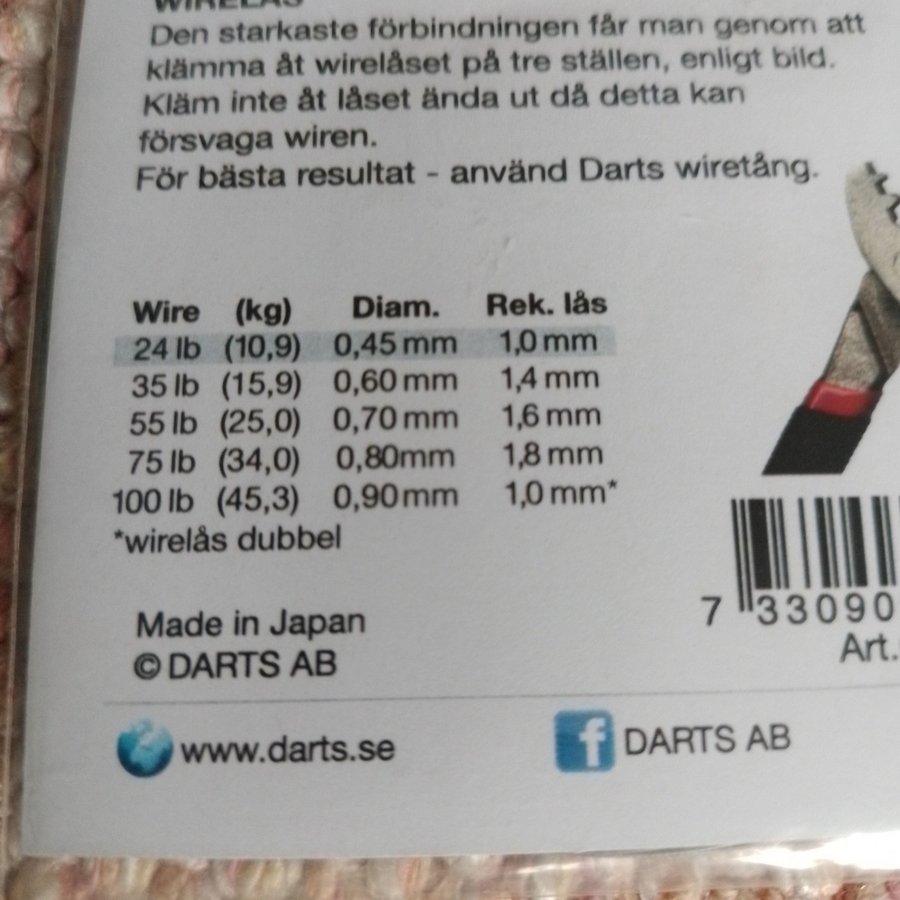 WIRELÅS
Den starkaste förbindningen får man genom att
klämma åt wirelåset på tre ställen, enligt bild.
Kläm inte åt låset ända ut då detta kan
försvaga wiren.
För bästa resultat - använd Darts wiretång.
Wire (kg) Diam. Rek. lås
24 lb (10,9) 0,45 mm 1,0 mm
35 lb (15,9) 0,60 mm 1,4 mm
55 lb (25,0) 0,70 mm 1,6 mm
75 lb (34,0) 0,80mm 1,8 mm
100 lb (45,3) 0,90 mm 1,0 mm*
*wirelås dubbel
7 33090
Art.
Made in Japan
© DARTS AB
www.darts.se
f DARTS AB